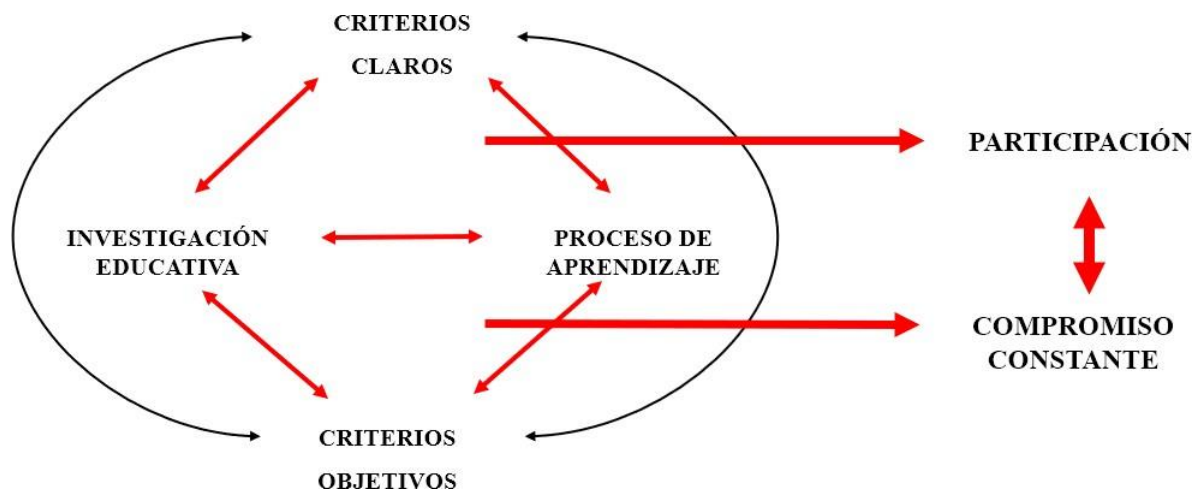 CRITERIOS
CLAROS
PARTICIPACIÓN
INVESTIGACIÓN
EDUCATIVA
PROCESO DE
APRENDIZAJE
COMPROMISO
CONSTANTE
CRITERIOS
OBJETIVOS